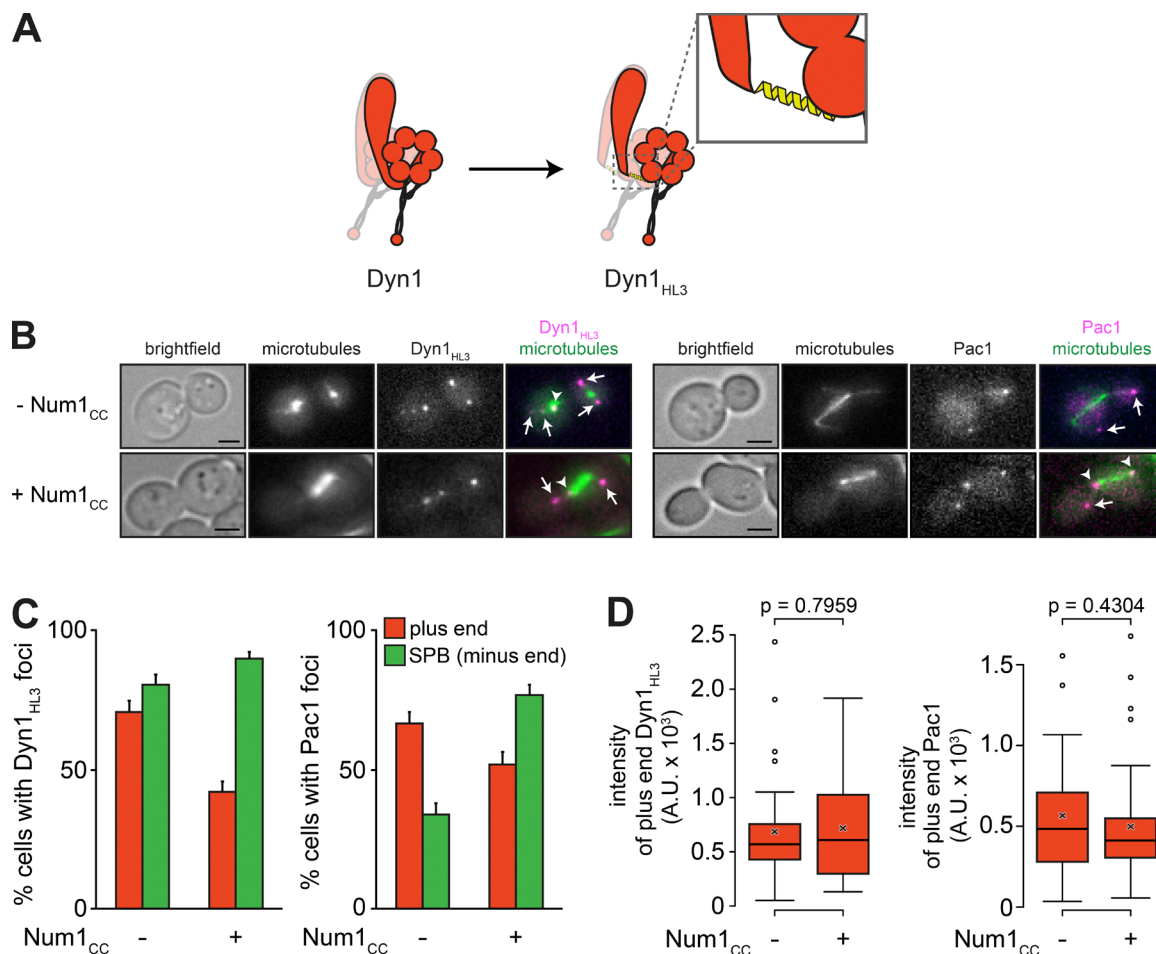 A
Dyn1
Dyn1HL3
B
Dyn1HL3
Pac1
brightfield microtubules Dyn1HL3 microtubules
brightfield microtubules Pac1 microtubules
- Num1CC
+ Num1CC
C
% cells with Dyn1HL3 foci
100
50
0
Num1CC - +
% cells with Pac1 foci
100
50
0
plus end
SPB (minus end)
Num1CC - +
D
p = 0.7959
intensity
of plus end Dyn1HL3
(A.U. x 10³)
2.5
2.0
1.5
1.0
0.5
0
Num1CC - +
p = 0.4304
intensity
of plus end Pac1
(A.U. x 10³)
1.5
1.0
0.5
0
Num1CC - +